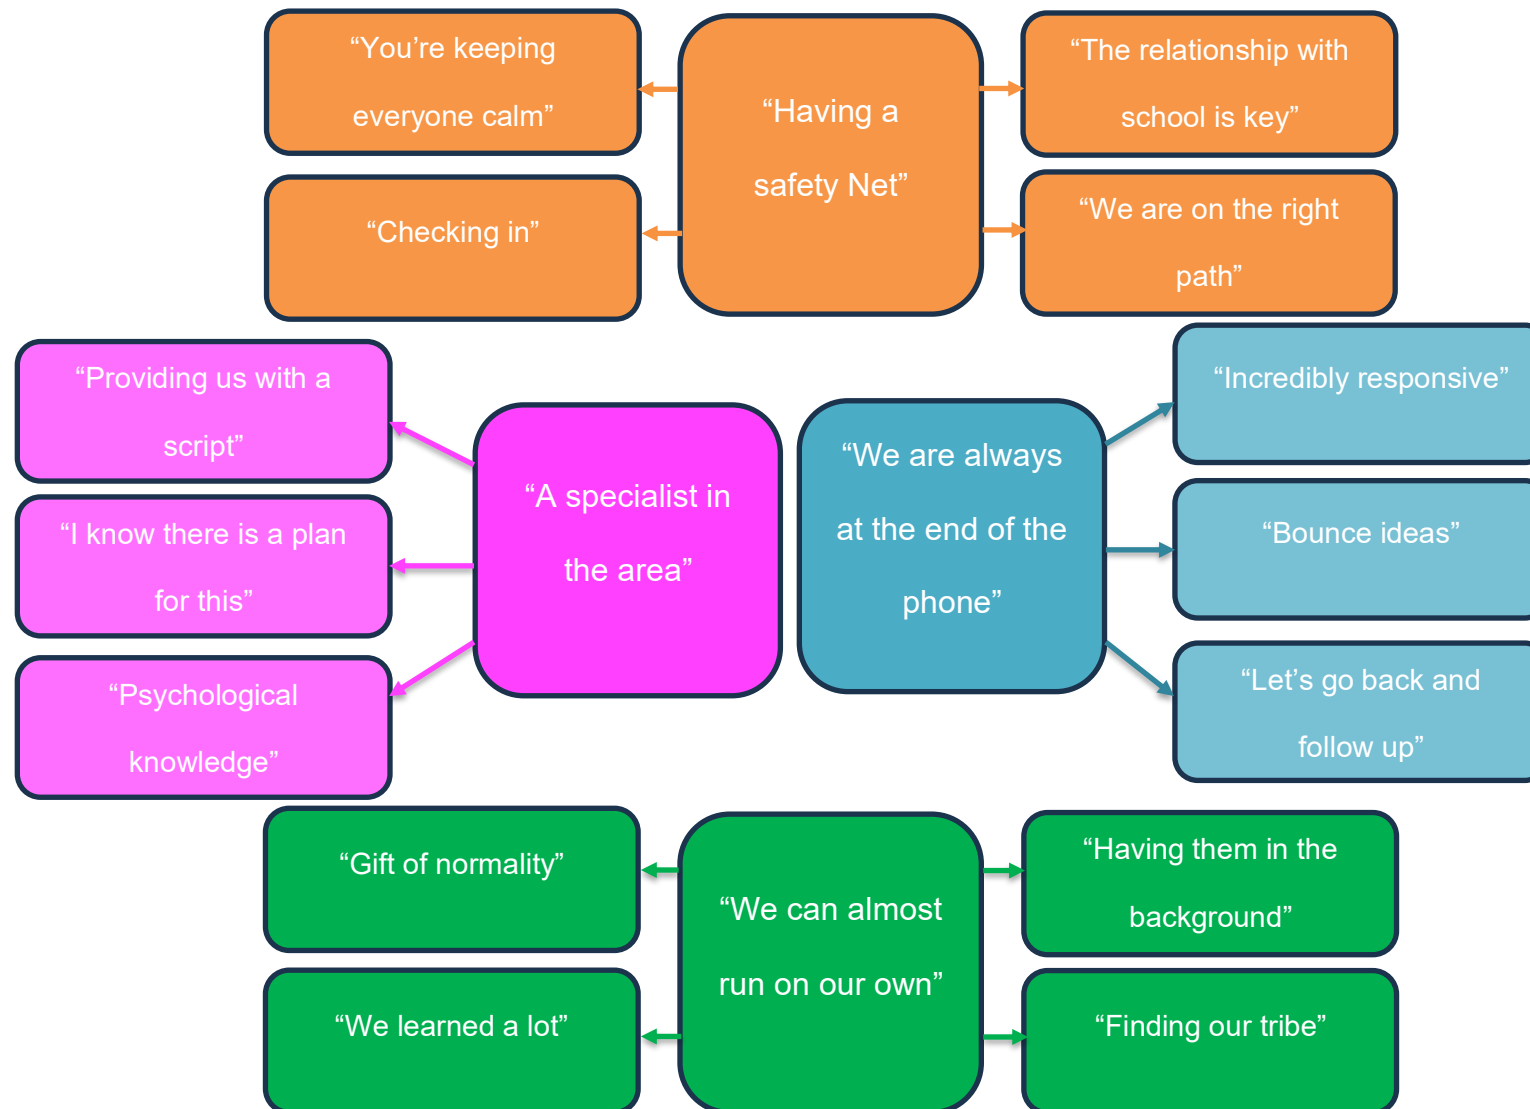 “You’re keeping
everyone calm”
“Checking in”
“Having a
safety Net”
“The relationship with
school is key”
“We are on the right
path”
“Providing us with a
script”
“I know there is a plan
for this”
“Psychological
knowledge”
“A specialist in
the area”
“We are always
at the end of the
phone”
“Incredibly responsive”
“Bounce ideas”
“Let’s go back and
follow up”
“Gift of normality”
“We learned a lot”
“We can almost
run on our own”
“Having them in the
background”
“Finding our tribe”